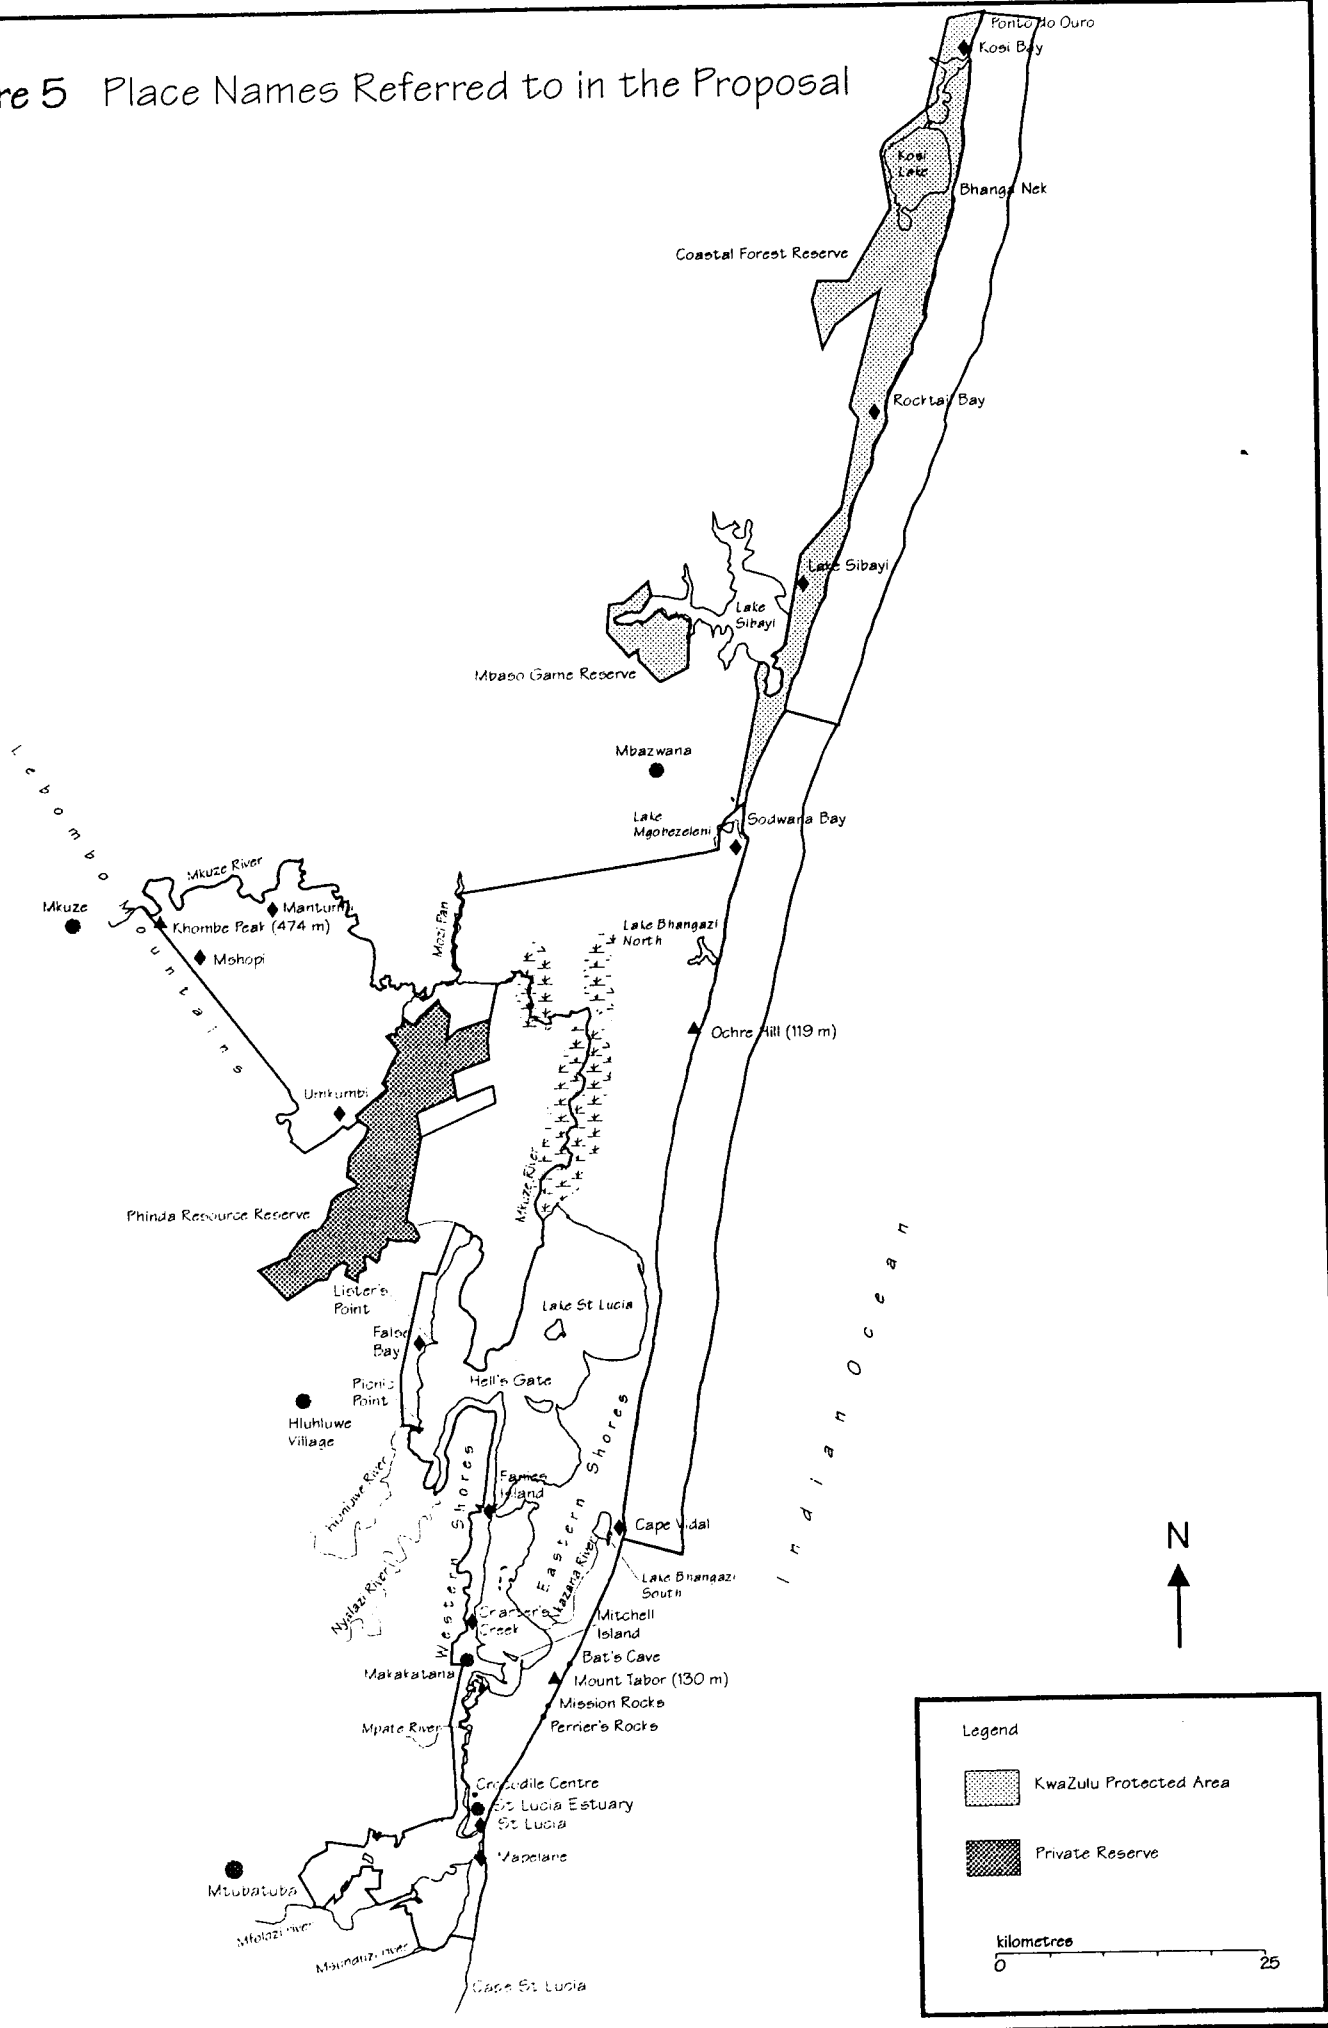 re 5 Place Names Referred to in the Proposal
Ponto do Ouro
Kosi Bay
Kosi
Lake
Bhanga Nek
Coastal Forest Reserve
Rocktail Bay
Lake Sibayi
Lake
Sibayi
Mbaso Game Reserve
Mbazwana
Lake
Mgobezeleni
Sodwana Bay
Lebombo Mountains
Mkuze River
Mkuze
Mantuma
Khombe Peak (474 m)
Mshopi
Mozi Pan
Lake Bhangazi
North
Ochre Hill (119 m)
Umkumbi
Mkuze River
Phinda Resource Reserve
Lister's
Point
Lake St Lucia
False
Bay
Hell's Gate
Picnic
Point
Hluhluwe
Village
Indian Ocean
Hluhluwe River
Western Shores
Eastern Shores
Fanies
Island
Cape Vidal
Nyalazi River
Nkazana River
Lake Bhangazi
South
Charter's
Creek
Mitchell
Island
Bat's Cave
Makakatana
Mount Tabor (130 m)
Mission Rocks
Mpate River
Perrier's Rocks
Crocodile Centre
St Lucia Estuary
St Lucia
Mapelane
Mtubatuba
Mfolozi river
Msunduzi river
Cape St Lucia
N
Legend
KwaZulu Protected Area
Private Reserve
kilometres
0 25